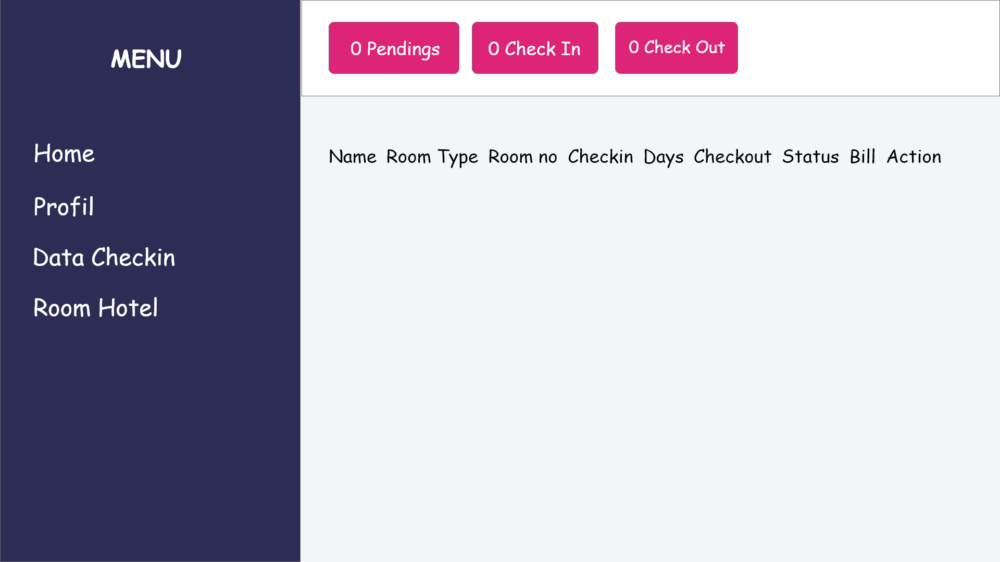 MENU
Home
Profil
Data Checkin
Room Hotel
0 Pendings
0 Check In
0 Check Out
Name Room Type Room no Checkin Days Checkout Status Bill Action